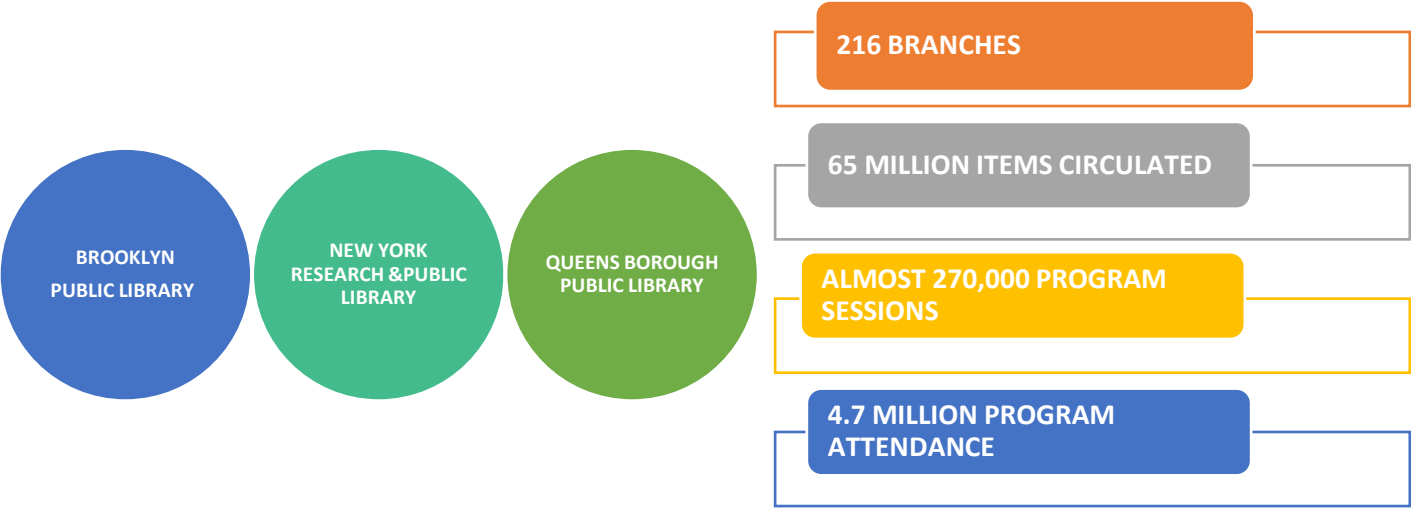 BROOKLYN
PUBLIC LIBRARY
NEW YORK
RESEARCH &PUBLIC
LIBRARY
QUEENS BOROUGH
PUBLIC LIBRARY
216 BRANCHES
65 MILLION ITEMS CIRCULATED
ALMOST 270,000 PROGRAM
SESSIONS
4.7 MILLION PROGRAM
ATTENDANCE